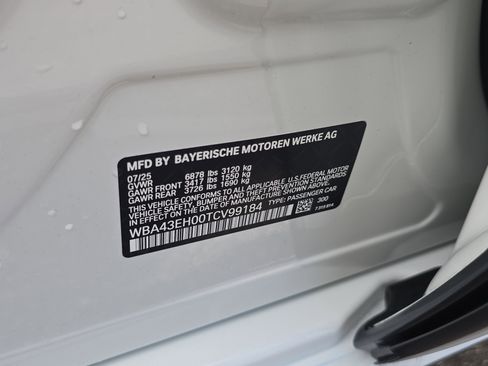 MFD BY BAYERISCHE MOTOREN WERKE AG
07/25
GVWR 6878 lbs 3120 kg
GAWR FRONT 3417 lbs 1550 kg
GAWR REAR 3726 lbs 1690 kg
THIS VEHICLE CONFORMS TO ALL APPLICABLE U.S. FEDERAL MOTOR
VEHICLE SAFETY, BUMPER, AND THEFT PREVENTION STANDARDS
IN EFFECT ON THE DATE OF MANUFACTURE SHOWN ABOVE.
WBA43EH00TCV99184 TYPE: PASSENGER CAR 300